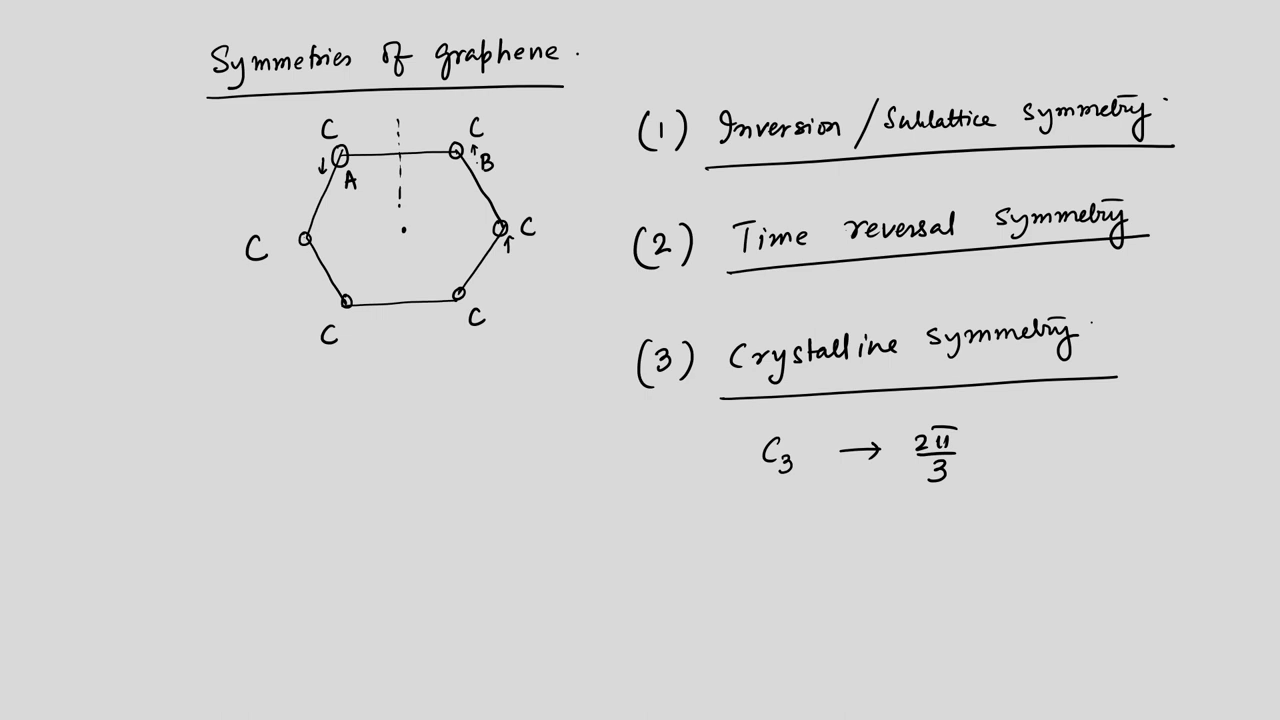 Symmetries of graphene.
C C
A B
C C
C C
(1) Inversion / Sublattice symmetry.
(2) Time reversal symmetry
(3) Crystalline symmetry.
C₃ → 2π/3